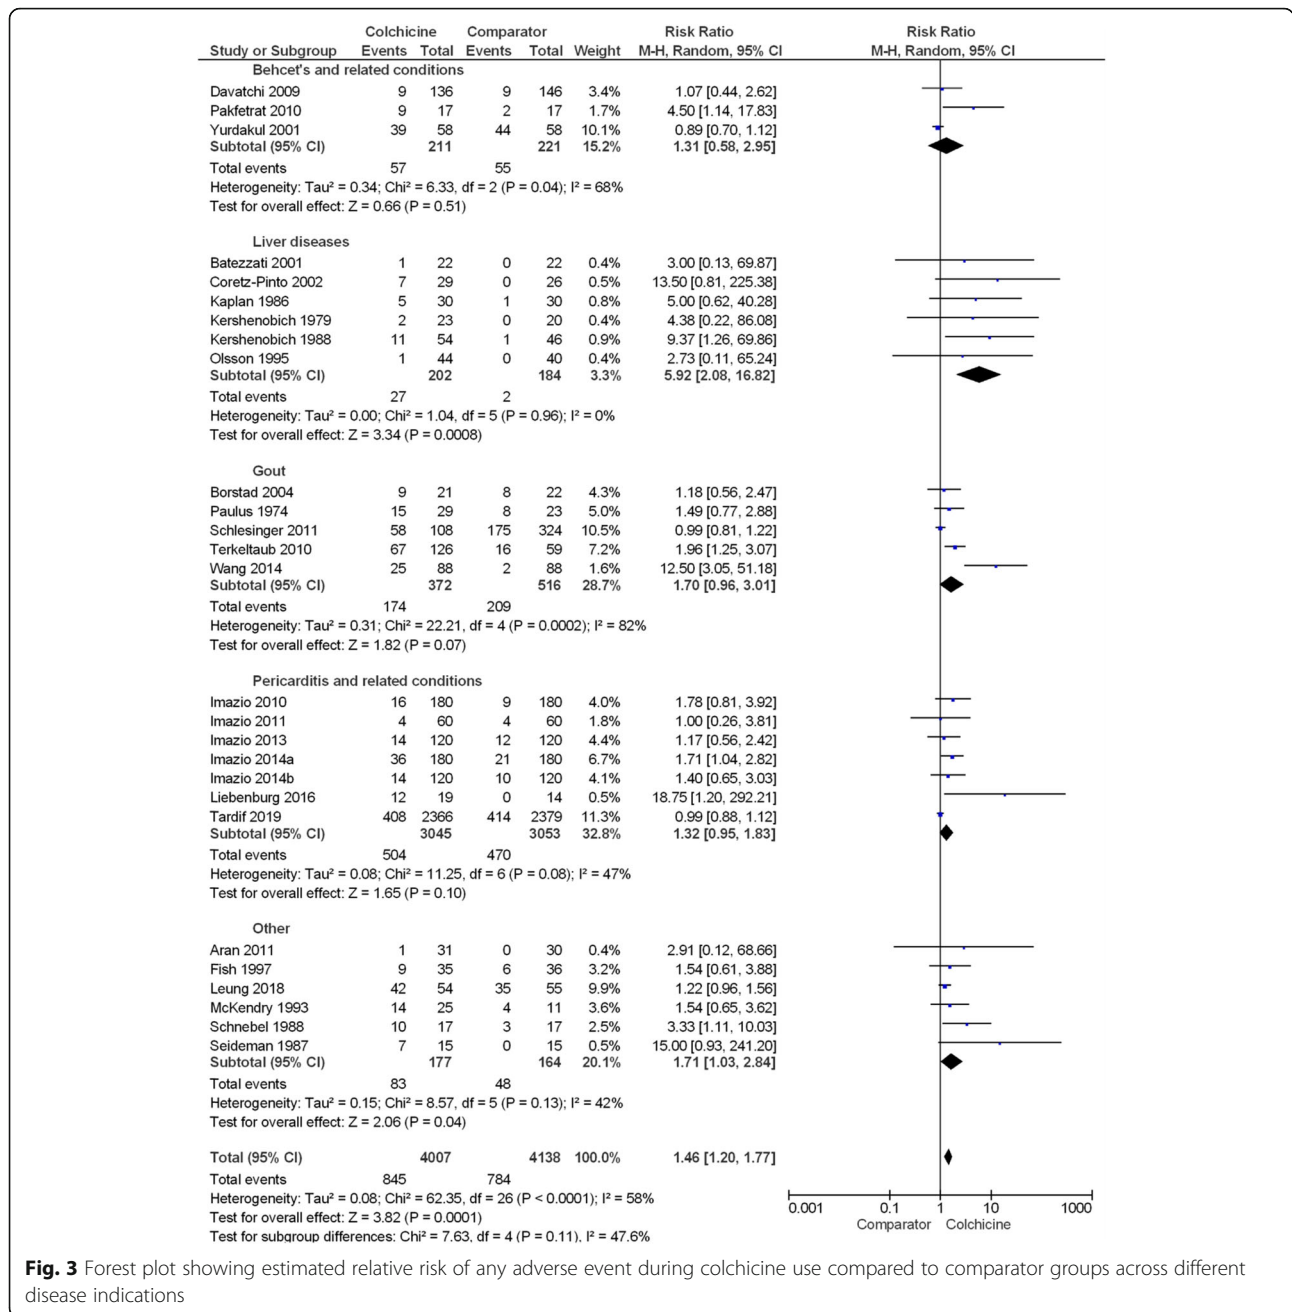 Colchicine Comparator Risk Ratio Risk Ratio
Study or Subgroup Events Total Events Total Weight M-H, Random, 95% CI M-H, Random, 95% CI
Behcet's and related conditions
Davatchi 2009 9 136 9 146 3.4% 1.07 [0.44, 2.62]
Pakfetrat 2010 9 17 2 17 1.7% 4.50 [1.14, 17.83]
Yurdakul 2001 39 58 44 58 10.1% 0.89 [0.70, 1.12]
Subtotal (95% CI) 211 221 15.2% 1.31 [0.58, 2.95]
Total events 57 55
Heterogeneity: Tau² = 0.34; Chi² = 6.33, df = 2 (P = 0.04); I² = 68%
Test for overall effect: Z = 0.66 (P = 0.51)
Liver diseases
Batezzati 2001 1 22 0 22 0.4% 3.00 [0.13, 69.87]
Coretz-Pinto 2002 7 29 0 26 0.5% 13.50 [0.81, 225.38]
Kaplan 1986 5 30 1 30 0.8% 5.00 [0.62, 40.28]
Kershenobich 1979 2 23 0 20 0.4% 4.38 [0.22, 86.08]
Kershenobich 1988 11 54 1 46 0.9% 9.37 [1.26, 69.86]
Olsson 1995 1 44 0 40 0.4% 2.73 [0.11, 65.24]
Subtotal (95% CI) 202 184 3.3% 5.92 [2.08, 16.82]
Total events 27 2
Heterogeneity: Tau² = 0.00; Chi² = 1.04, df = 5 (P = 0.96); I² = 0%
Test for overall effect: Z = 3.34 (P = 0.0008)
Gout
Borstad 2004 9 21 8 22 4.3% 1.18 [0.56, 2.47]
Paulus 1974 15 29 8 23 5.0% 1.49 [0.77, 2.88]
Schlesinger 2011 58 108 175 324 10.5% 0.99 [0.81, 1.22]
Terkeltaub 2010 67 126 16 59 7.2% 1.96 [1.25, 3.07]
Wang 2014 25 88 2 88 1.6% 12.50 [3.05, 51.18]
Subtotal (95% CI) 372 516 28.7% 1.70 [0.96, 3.01]
Total events 174 209
Heterogeneity: Tau² = 0.31; Chi² = 22.21, df = 4 (P = 0.0002); I² = 82%
Test for overall effect: Z = 1.82 (P = 0.07)
Pericarditis and related conditions
Imazio 2010 16 180 9 180 4.0% 1.78 [0.81, 3.92]
Imazio 2011 4 60 4 60 1.8% 1.00 [0.26, 3.81]
Imazio 2013 14 120 12 120 4.4% 1.17 [0.56, 2.42]
Imazio 2014a 36 180 21 180 6.7% 1.71 [1.04, 2.82]
Imazio 2014b 14 120 10 120 4.1% 1.40 [0.65, 3.03]
Liebenburg 2016 12 19 0 14 0.5% 18.75 [1.20, 292.21]
Tardif 2019 408 2366 414 2379 11.3% 0.99 [0.88, 1.12]
Subtotal (95% CI) 3045 3053 32.8% 1.32 [0.95, 1.83]
Total events 504 470
Heterogeneity: Tau² = 0.08; Chi² = 11.25, df = 6 (P = 0.08); I² = 47%
Test for overall effect: Z = 1.65 (P = 0.10)
Other
Aran 2011 1 31 0 30 0.4% 2.91 [0.12, 68.66]
Fish 1997 9 35 6 36 3.2% 1.54 [0.61, 3.88]
Leung 2018 42 54 35 55 9.9% 1.22 [0.96, 1.56]
McKendry 1993 14 25 4 11 3.6% 1.54 [0.65, 3.62]
Schnebel 1988 10 17 3 17 2.5% 3.33 [1.11, 10.03]
Seideman 1987 7 15 0 15 0.5% 15.00 [0.93, 241.20]
Subtotal (95% CI) 177 164 20.1% 1.71 [1.03, 2.84]
Total events 83 48
Heterogeneity: Tau² = 0.15; Chi² = 8.57, df = 5 (P = 0.13); I² = 42%
Test for overall effect: Z = 2.06 (P = 0.04)
Total (95% CI) 4007 4138 100.0% 1.46 [1.20, 1.77]
Total events 845 784
Heterogeneity: Tau² = 0.08; Chi² = 62.35, df = 26 (P < 0.0001); I² = 58%
Test for overall effect: Z = 3.82 (P = 0.0001)
Test for subgroup differences: Chi² = 7.63, df = 4 (P = 0.11), I² = 47.6%
0.001 0.1 1 10 1000
Comparator Colchicine
Fig. 3 Forest plot showing estimated relative risk of any adverse event during colchicine use compared to comparator groups across different
disease indications